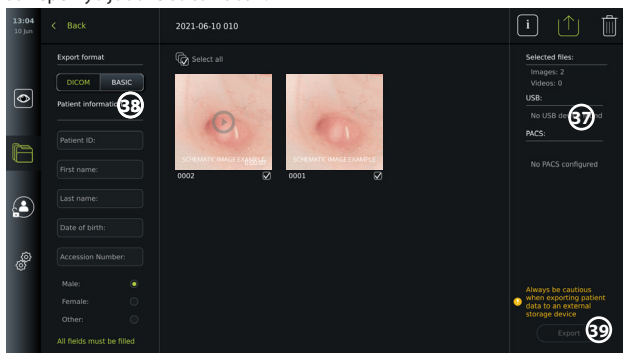 13:04
10 Jun
Back
2021-06-10 010
i
Export format
DICOM
BASIC
Patient information
38
Patient ID:
First name:
Last name:
Date of birth:
Accession Number:
Male:
Female:
Other:
All fields must be filled
Select all
SCHEMATIC IMAGE EXAMPLE
0002
SCHEMATIC IMAGE EXAMPLE
0001
Selected files:
Images: 2
Videos: 0
USB:
No USB
37
PACS:
No PACS configured
Always be cautious
when exporting patient
data to an external
storage device
Export
39